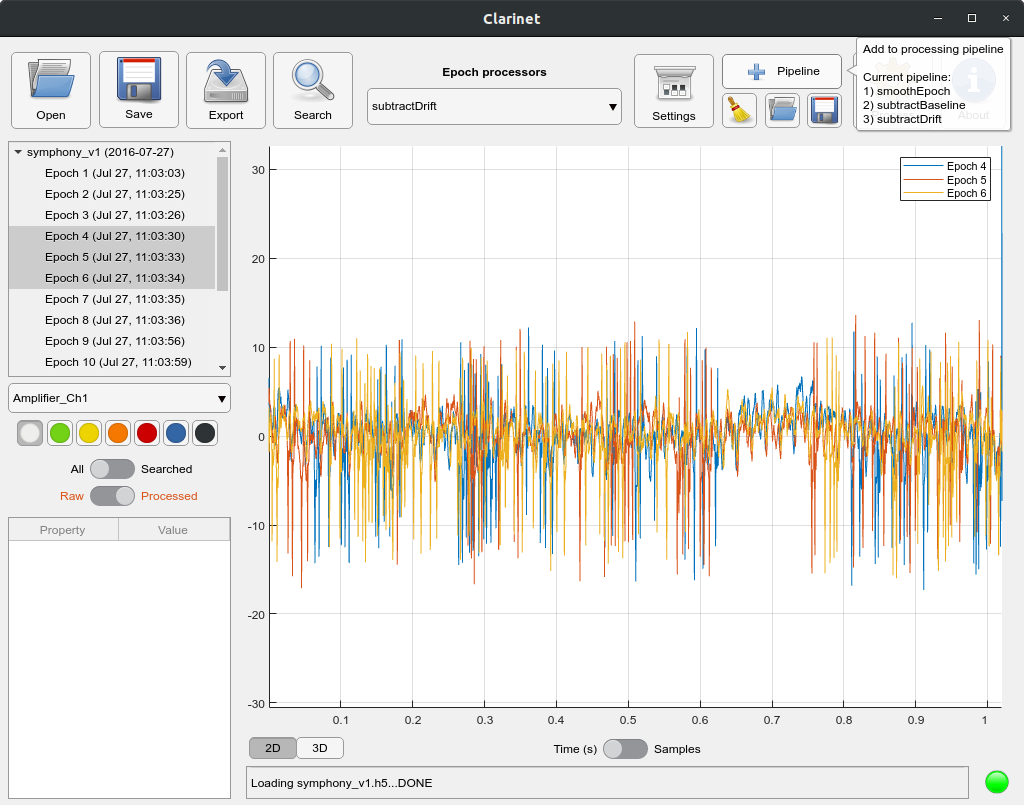 Clarinet
Open
Save
Export
Search
Epoch processors
subtractDrift
Settings
Pipeline
Add to processing pipeline
Current pipeline:
1) smoothEpoch
2) subtractBaseline
3) subtractDrift
About
symphony_v1 (2016-07-27)
Epoch 1 (Jul 27, 11:03:03)
Epoch 2 (Jul 27, 11:03:25)
Epoch 3 (Jul 27, 11:03:26)
Epoch 4 (Jul 27, 11:03:30)
Epoch 5 (Jul 27, 11:03:33)
Epoch 6 (Jul 27, 11:03:34)
Epoch 7 (Jul 27, 11:03:35)
Epoch 8 (Jul 27, 11:03:36)
Epoch 9 (Jul 27, 11:03:56)
Epoch 10 (Jul 27, 11:03:59)
Amplifier_Ch1
All Searched
Raw Processed
Property Value
30
20
10
0
-10
-20
-30
Epoch 4
Epoch 5
Epoch 6
0.1 0.2 0.3 0.4 0.5 0.6 0.7 0.8 0.9 1
2D 3D
Time (s) Samples
Loading symphony_v1.h5...DONE